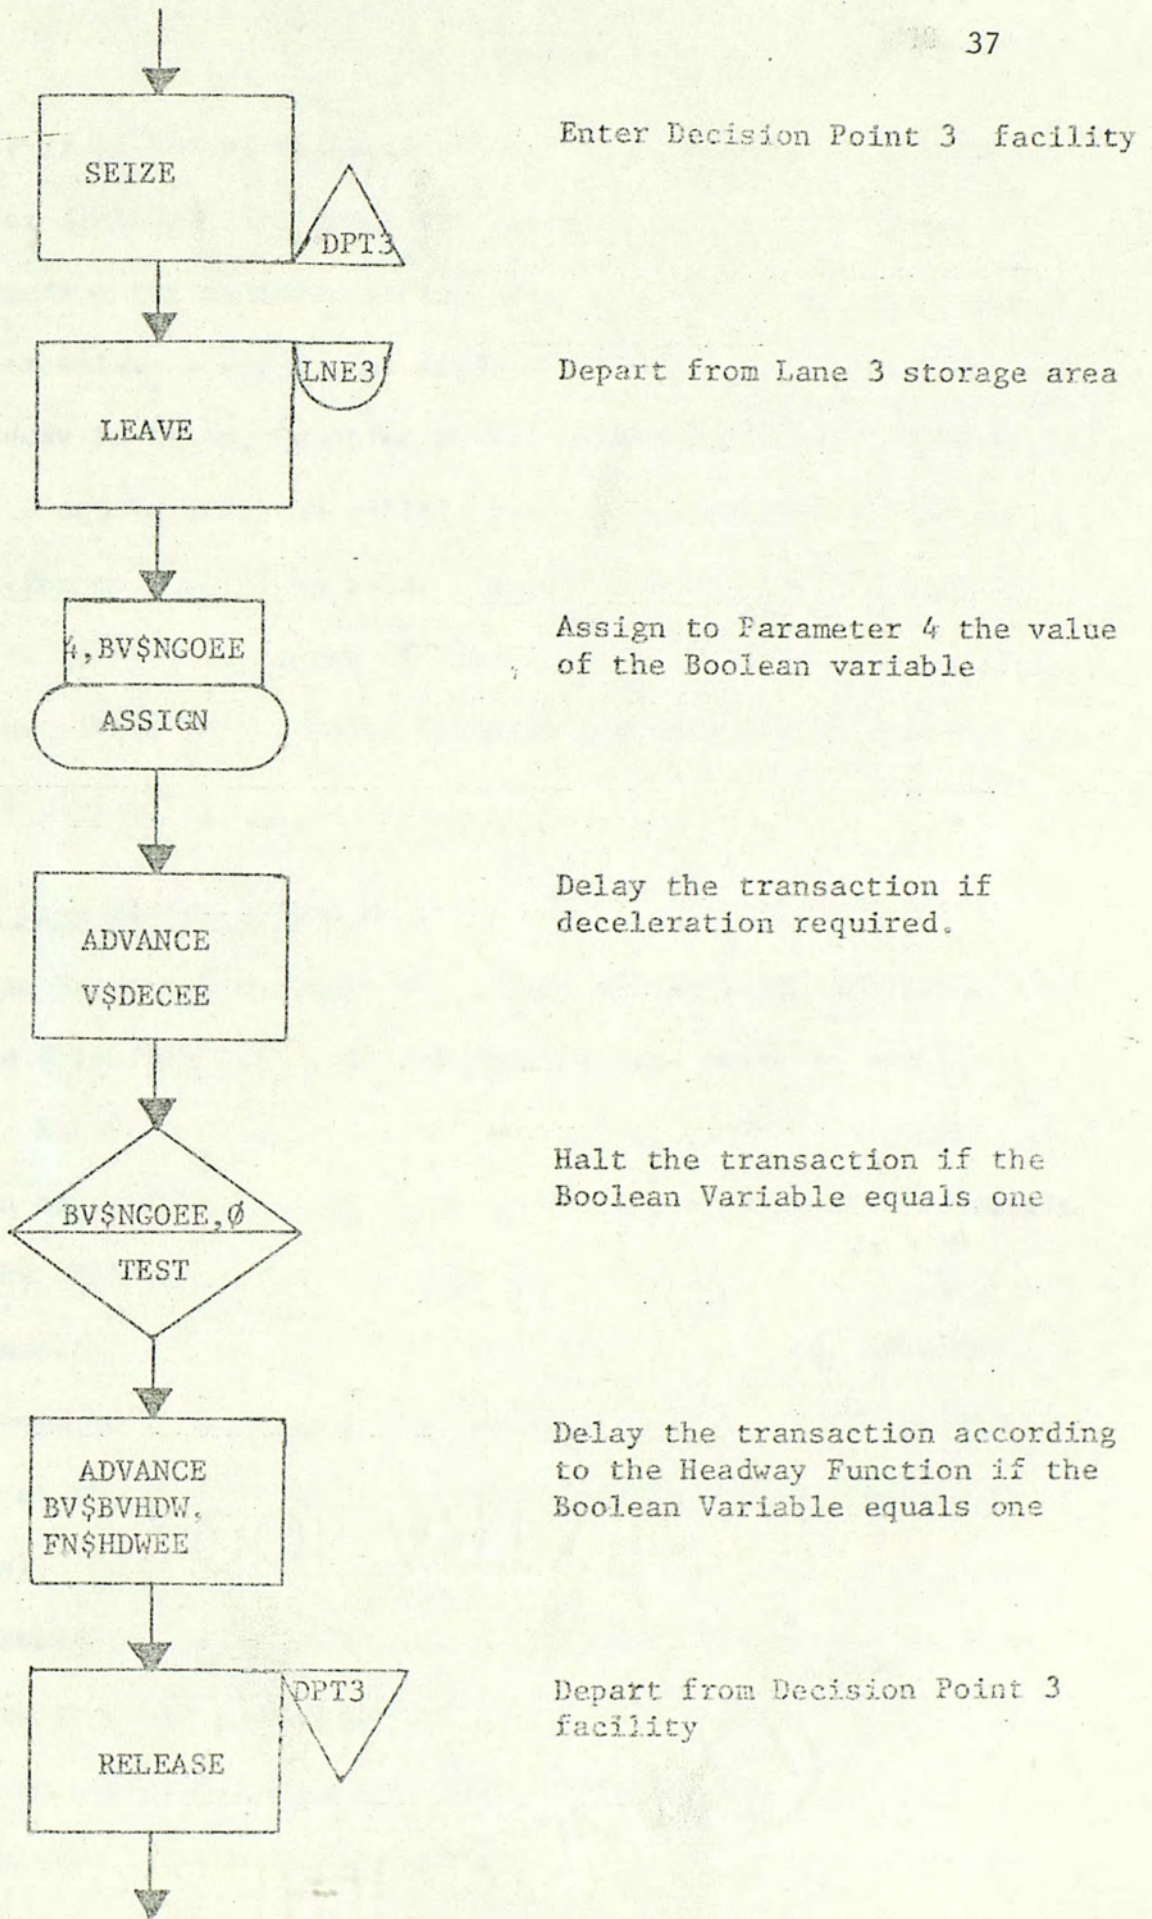 37
SEIZE
DPT3
Enter Decision Point 3 facility
LEAVE
LNE3
Depart from Lane 3 storage area
4,BV$NGOEE
ASSIGN
Assign to Parameter 4 the value
of the Boolean variable
ADVANCE
V$DECEE
Delay the transaction if
deceleration required.
BV$NGOEE,Ø
TEST
Halt the transaction if the
Boolean Variable equals one
ADVANCE
BV$BVHDW,
FN$HDWEE
Delay the transaction according
to the Headway Function if the
Boolean Variable equals one
RELEASE
DPT3
Depart from Decision Point 3
facility